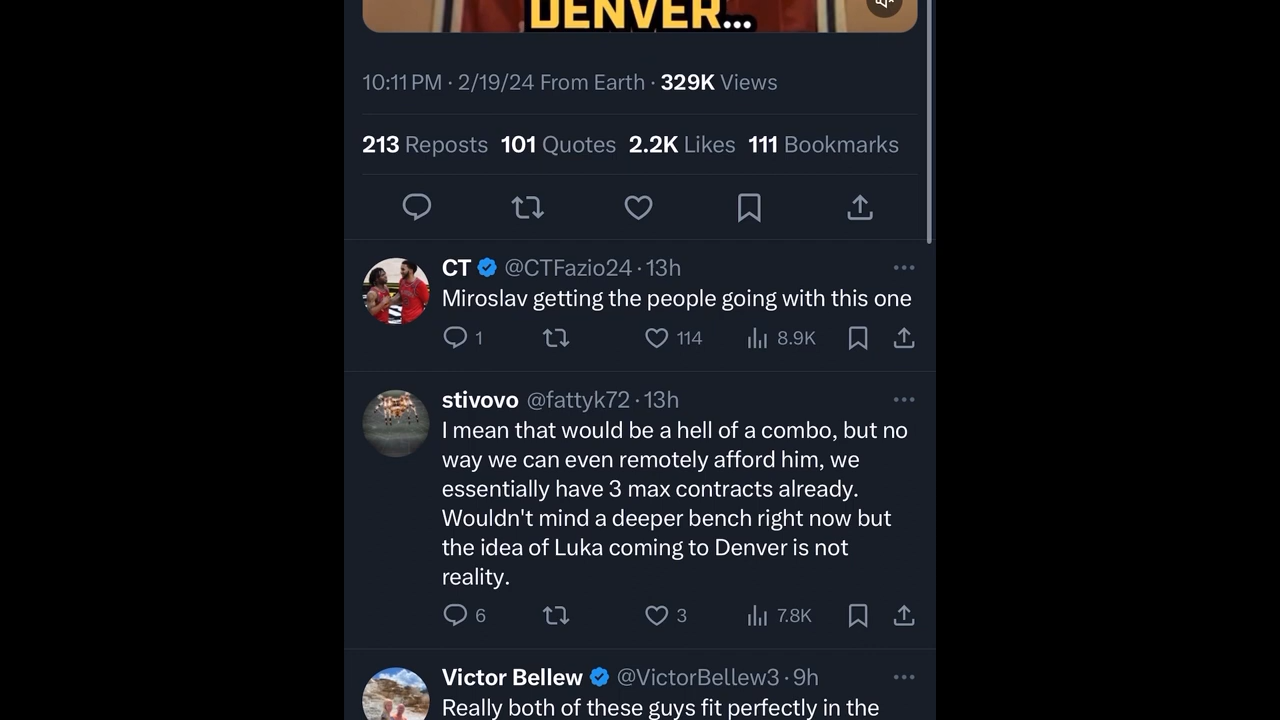 DENVER...
10:11 PM · 2/19/24 From Earth · 329K Views
213 Reposts 101 Quotes 2.2K Likes 111 Bookmarks
CT @CTFazio24 · 13h
Miroslav getting the people going with this one
1 114 8.9K
stivovo @fattyk72 · 13h
I mean that would be a hell of a combo, but no
way we can even remotely afford him, we
essentially have 3 max contracts already.
Wouldn't mind a deeper bench right now but
the idea of Luka coming to Denver is not
reality.
6 3 7.8K
Victor Bellew @VictorBellew3 · 9h
Really both of these guys fit perfectly in the